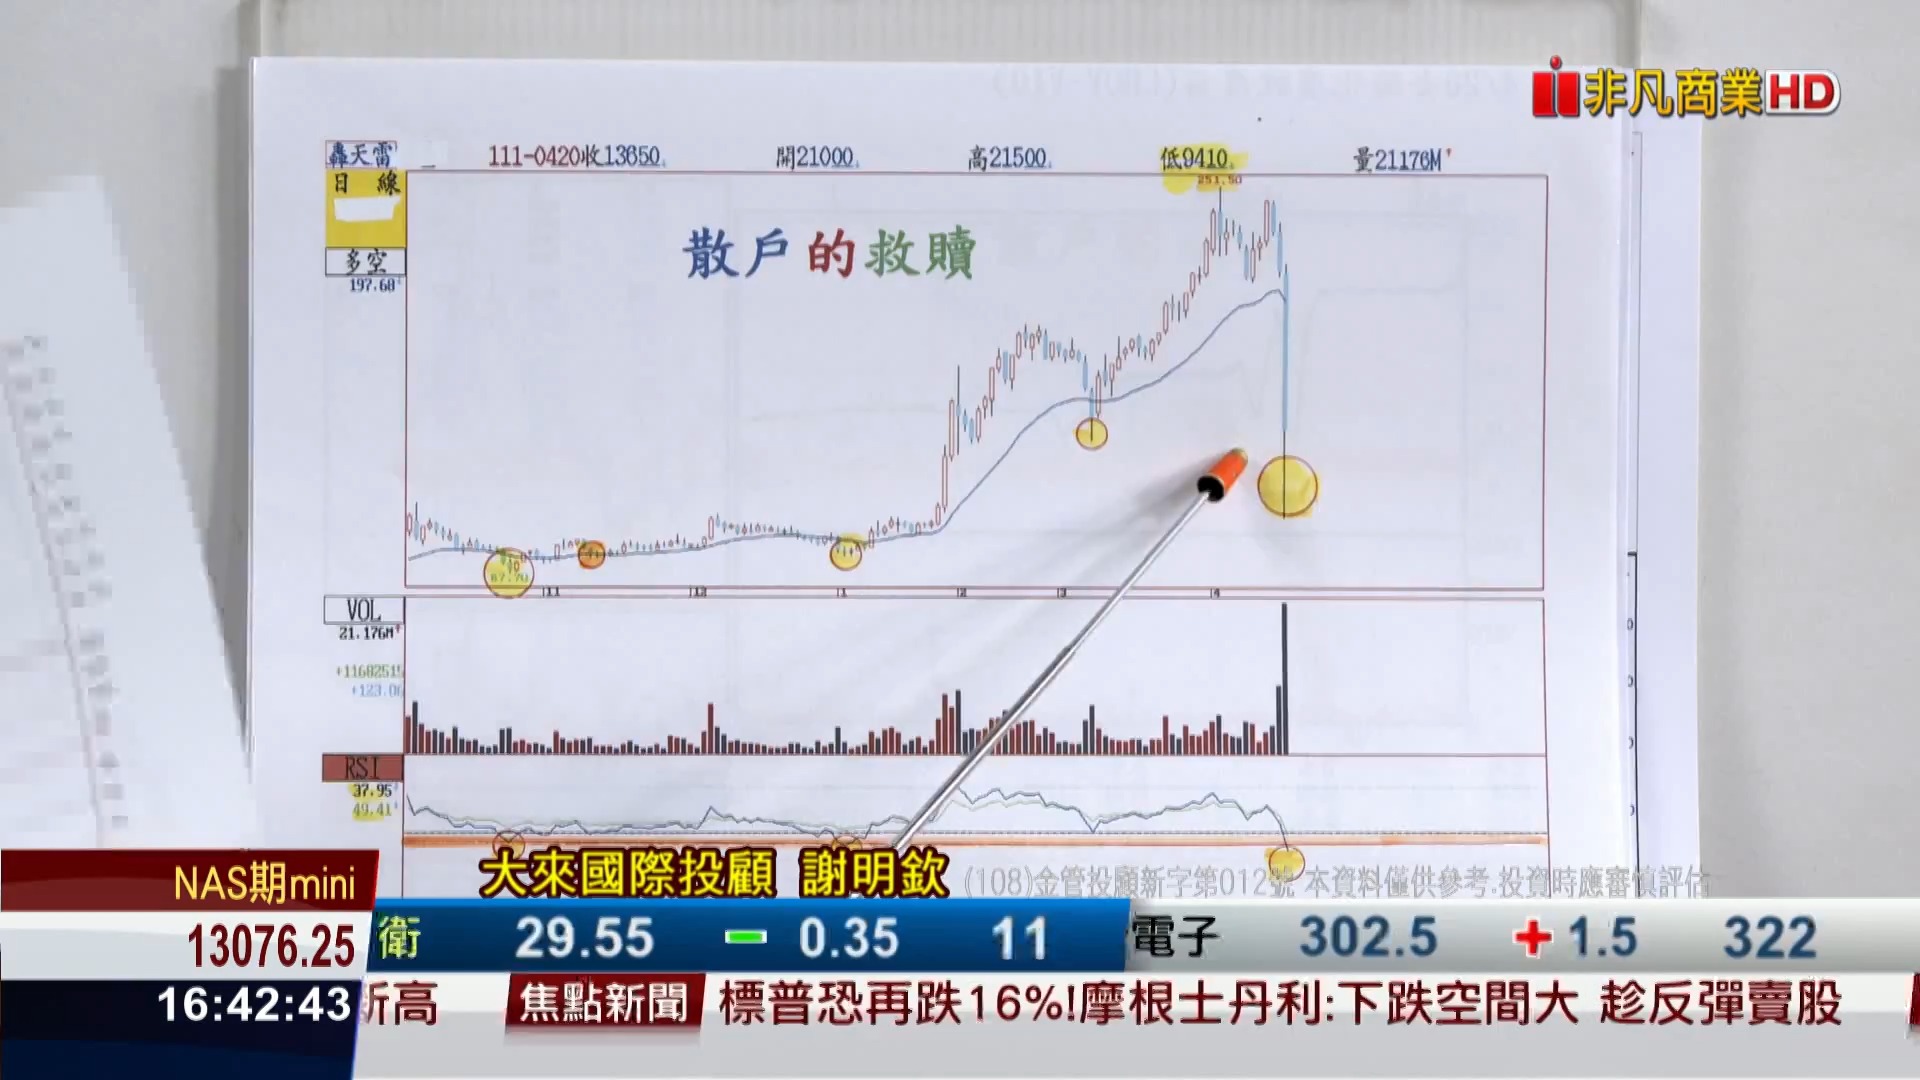 非凡商業HD
轟天雷
111-0420收13650
開21000
高21500
低9410
量21176M
日 線
251.50
多空
197.68
散戶的救贖
87.70
11
12
1
2
3
4
VOL
21.176M
+11682515
+123.06
RSI
37.95
49.41
大來國際投顧 謝明欽
(108)金管投顧新字第012號 本資料僅供參考.投資時應審慎評估
NAS期mini
13076.25
衛 29.55 0.35 11
電子 302.5 +1.5 322
16:42:43
新高 焦點新聞 標普恐再跌16%!摩根士丹利:下跌空間大 趁反彈賣股